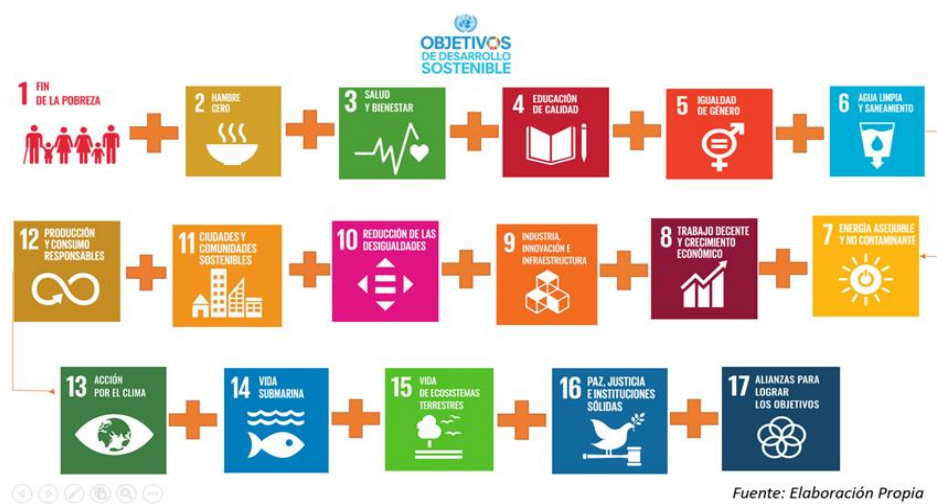 OBJETIVOS
DE DESARROLLO
SOSTENIBLE
1 FIN
DE LA POBREZA
2 HAMBRE
CERO
3 SALUD
Y BIENESTAR
4 EDUCACIÓN
DE CALIDAD
5 IGUALDAD
DE GÉNERO
6 AGUA LIMPIA
Y SANEAMIENTO
12 PRODUCCIÓN
Y CONSUMO
RESPONSABLES
11 CIUDADES Y
COMUNIDADES
SOSTENIBLES
10 REDUCCIÓN DE LAS
DESIGUALDADES
9 INDUSTRIA,
INNOVACIÓN E
INFRAESTRUCTURA
8 TRABAJO DECENTE
Y CRECIMIENTO
ECONÓMICO
7 ENERGÍA ASEQUIBLE
Y NO CONTAMINANTE
13 ACCIÓN
POR EL CLIMA
14 VIDA
SUBMARINA
15 VIDA
DE ECOSISTEMAS
TERRESTRES
16 PAZ, JUSTICIA
E INSTITUCIONES
SÓLIDAS
17 ALIANZAS PARA
LOGRAR
LOS OBJETIVOS
Fuente: Elaboración Propia